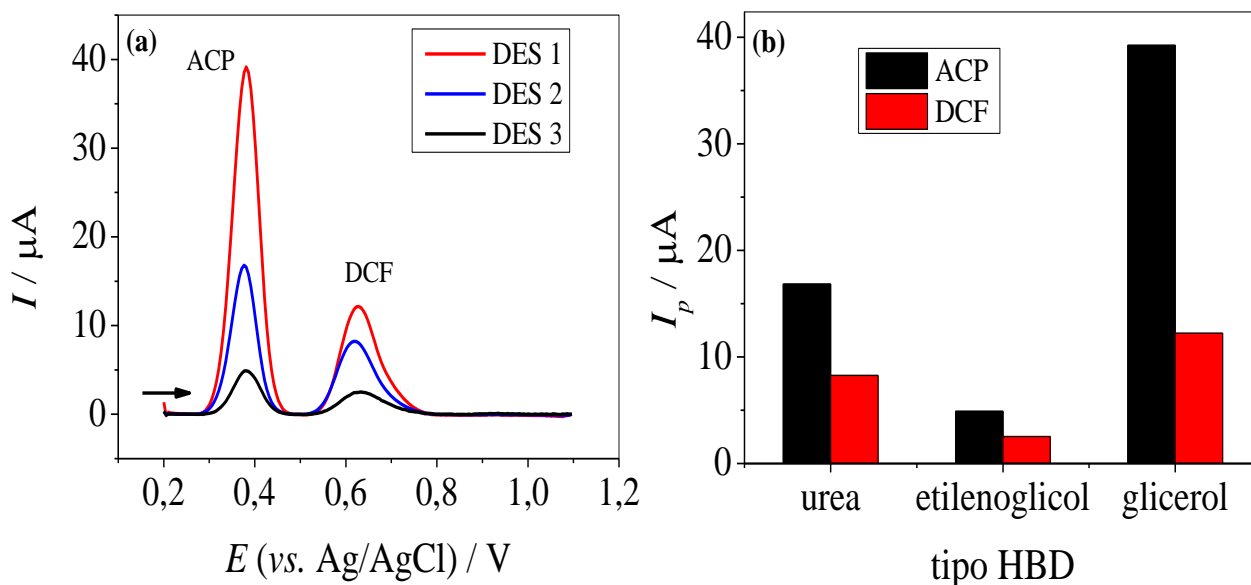 (a)
ACP
DCF
DES 1
DES 2
DES 3
I / μA
40
30
20
10
0
0,2
0,4
0,6
0,8
1,0
1,2
E (vs. Ag/AgCl) / V
(b)
ACP
DCF
I_p / μA
40
30
20
10
0
urea
etilenoglicol
glicerol
tipo HBD